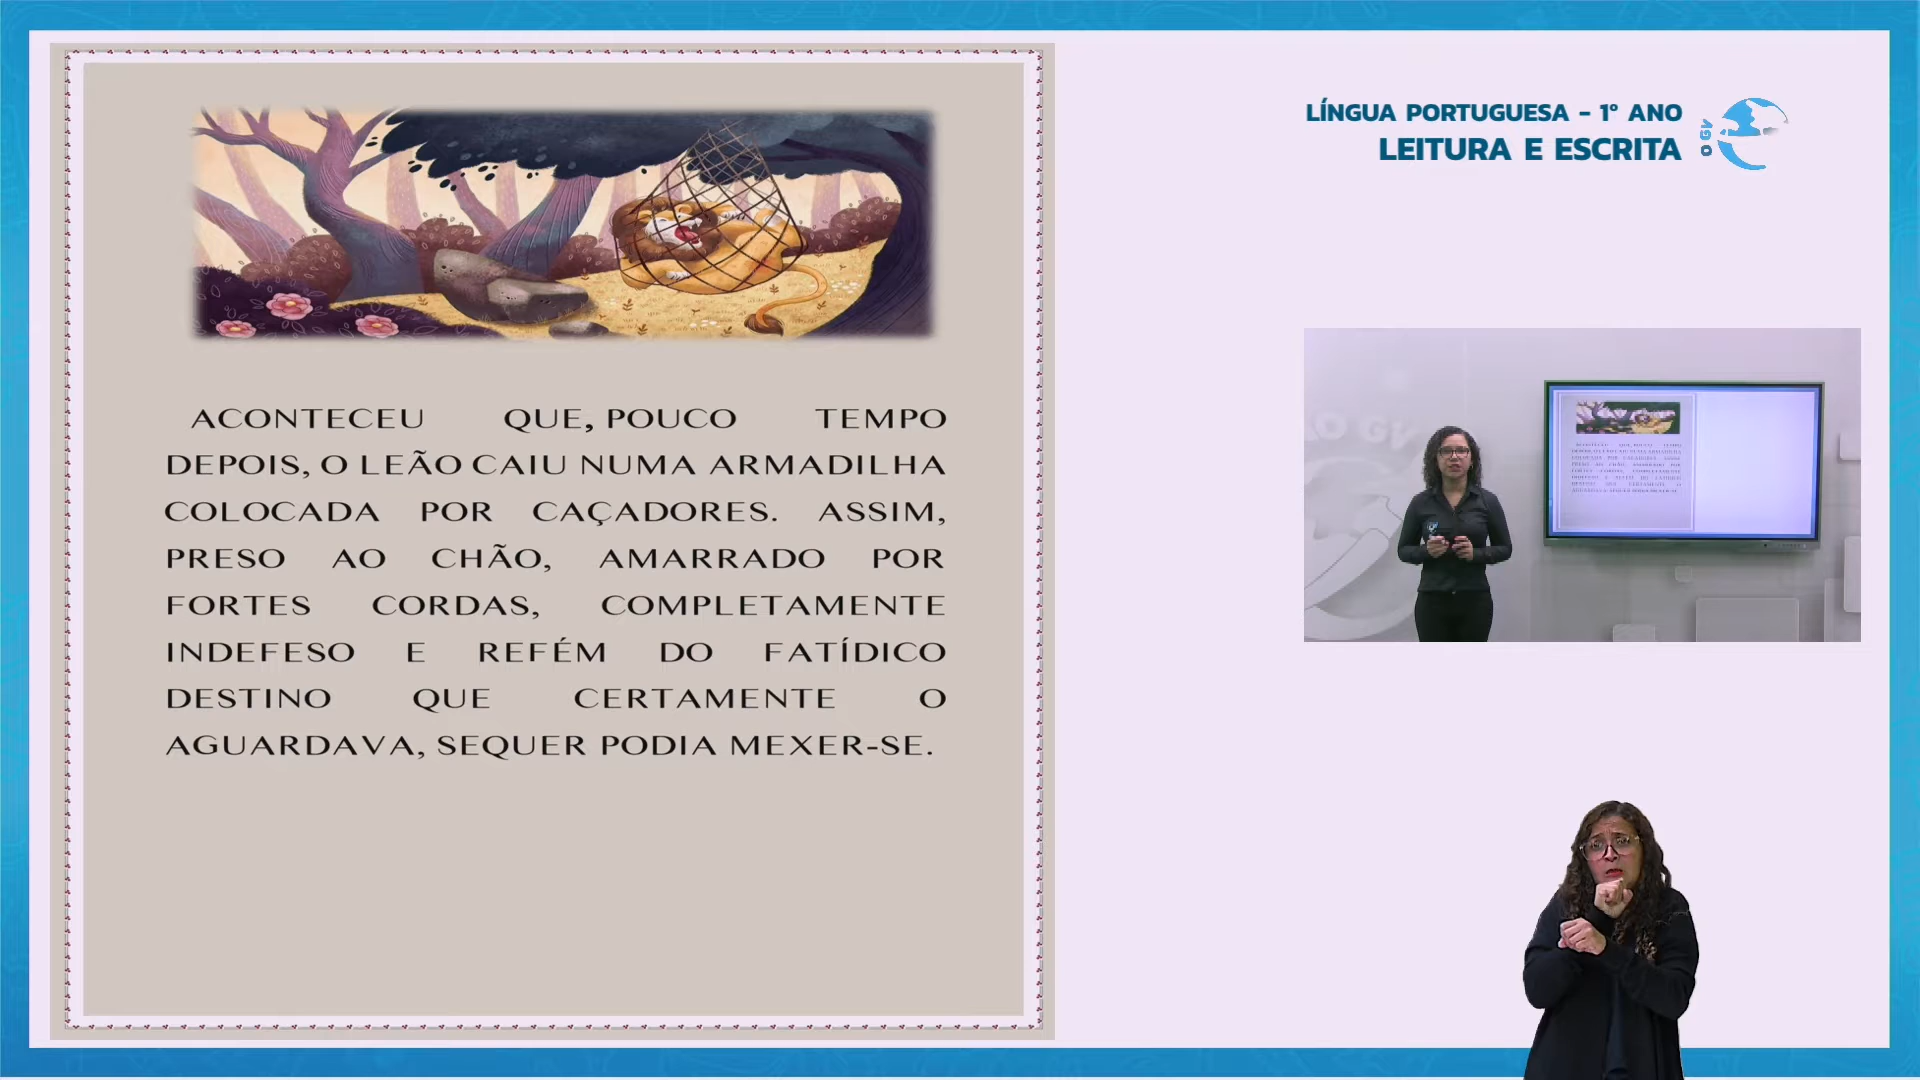 LÍNGUA PORTUGUESA - 1º ANO
LEITURA E ESCRITA
O GV
ACONTECEU QUE, POUCO TEMPO
DEPOIS, O LEÃO CAIU NUMA ARMADILHA
COLOCADA POR CAÇADORES. ASSIM,
PRESO AO CHÃO, AMARRADO POR
FORTES CORDAS, COMPLETAMENTE
INDEFESO E REFÉM DO FATÍDICO
DESTINO QUE CERTAMENTE O
AGUARDAVA, SEQUER PODIA MEXER-SE.